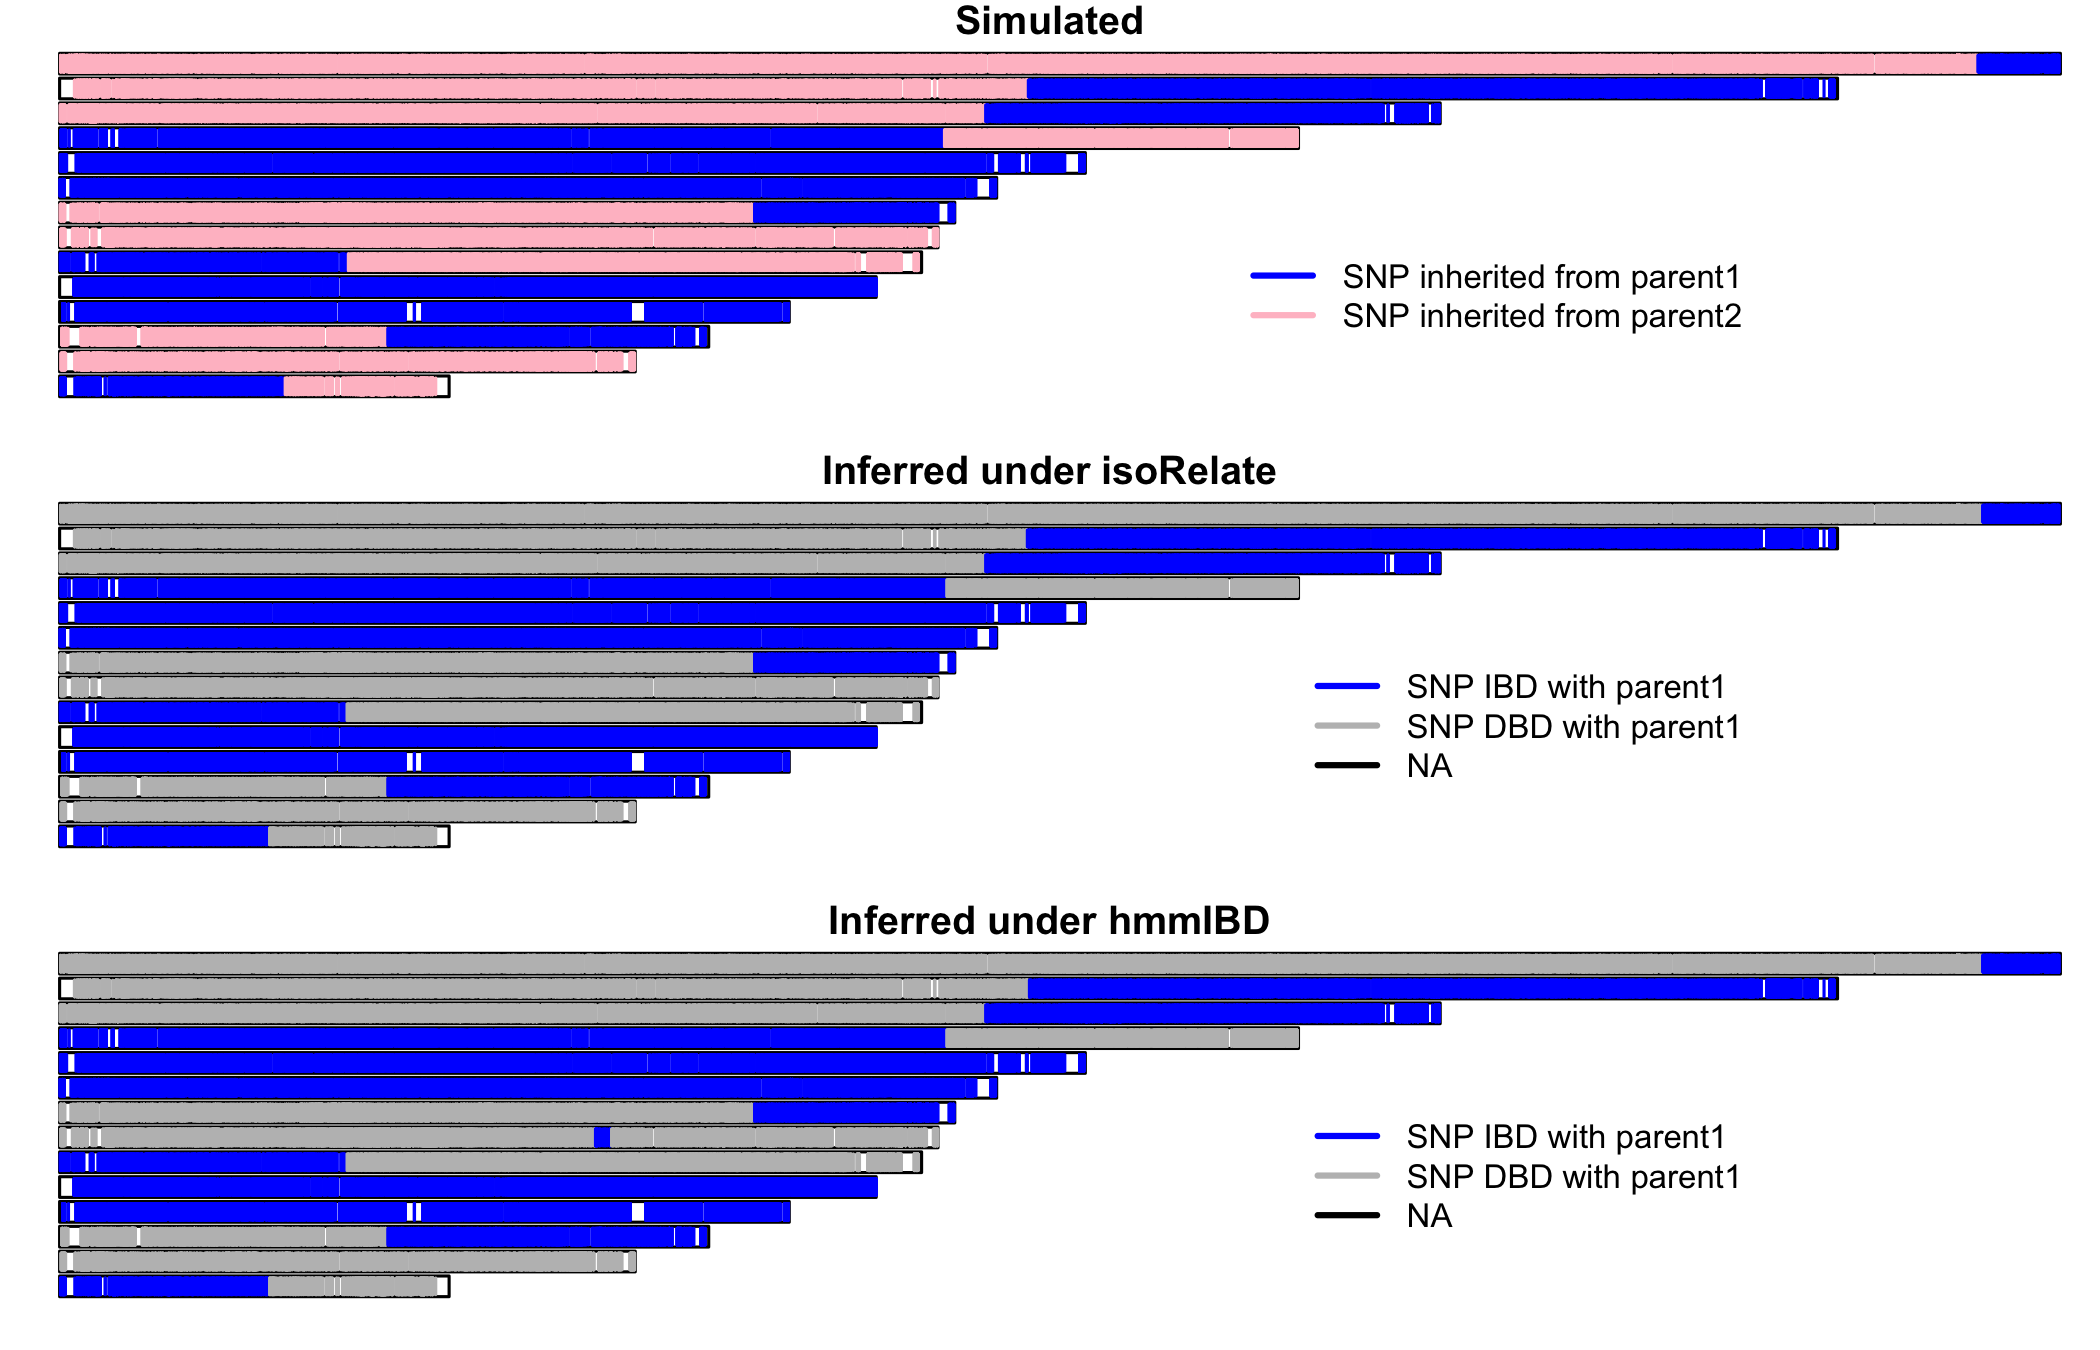 Simulated
SNP inherited from parent1
SNP inherited from parent2
Inferred under isoRelate
SNP IBD with parent1
SNP DBD with parent1
NA
Inferred under hmmIBD
SNP IBD with parent1
SNP DBD with parent1
NA